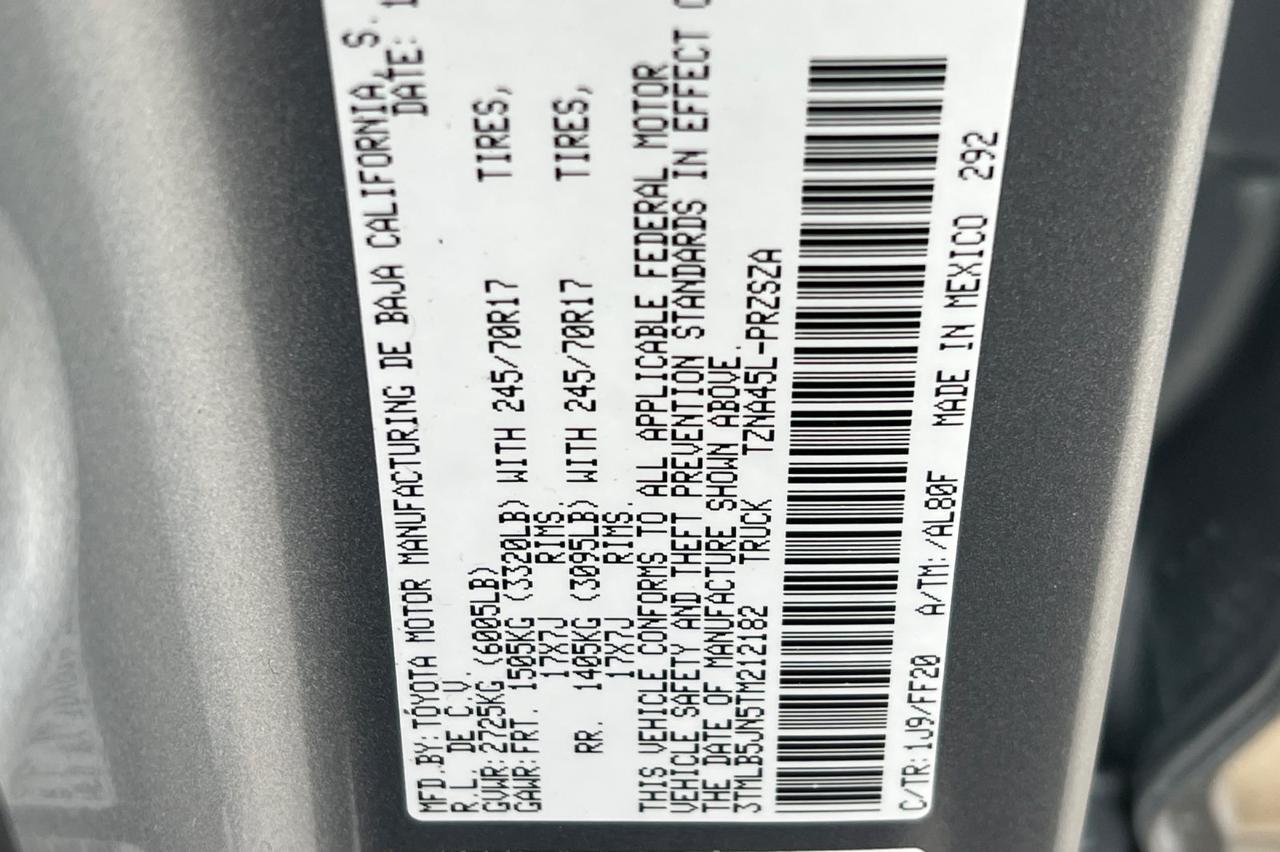 MFD.BY: TOYOTA MOTOR MANUFACTURING DE BAJA CALIFORNIA, S.
R.L. DE C.V. DATE: 1
GVWR: 2725KG (6005LB)
GAWR: FRT. 1505KG (3320LB) WITH 245/70R17 TIRES,
17X7J RIMS.
RR. 1405KG (3095LB) WITH 245/70R17 TIRES,
17X7J RIMS.
THIS VEHICLE CONFORMS TO ALL APPLICABLE FEDERAL MOTOR
VEHICLE SAFETY AND THEFT PREVENTION STANDARDS IN EFFECT O
THE DATE OF MANUFACTURE SHOWN ABOVE.
3TMLB5JN5TM212182 TRUCK TZNA45L-PRZSZA
C/TR: 1J9/FF20 A/TM: /AL80F MADE IN MEXICO 292